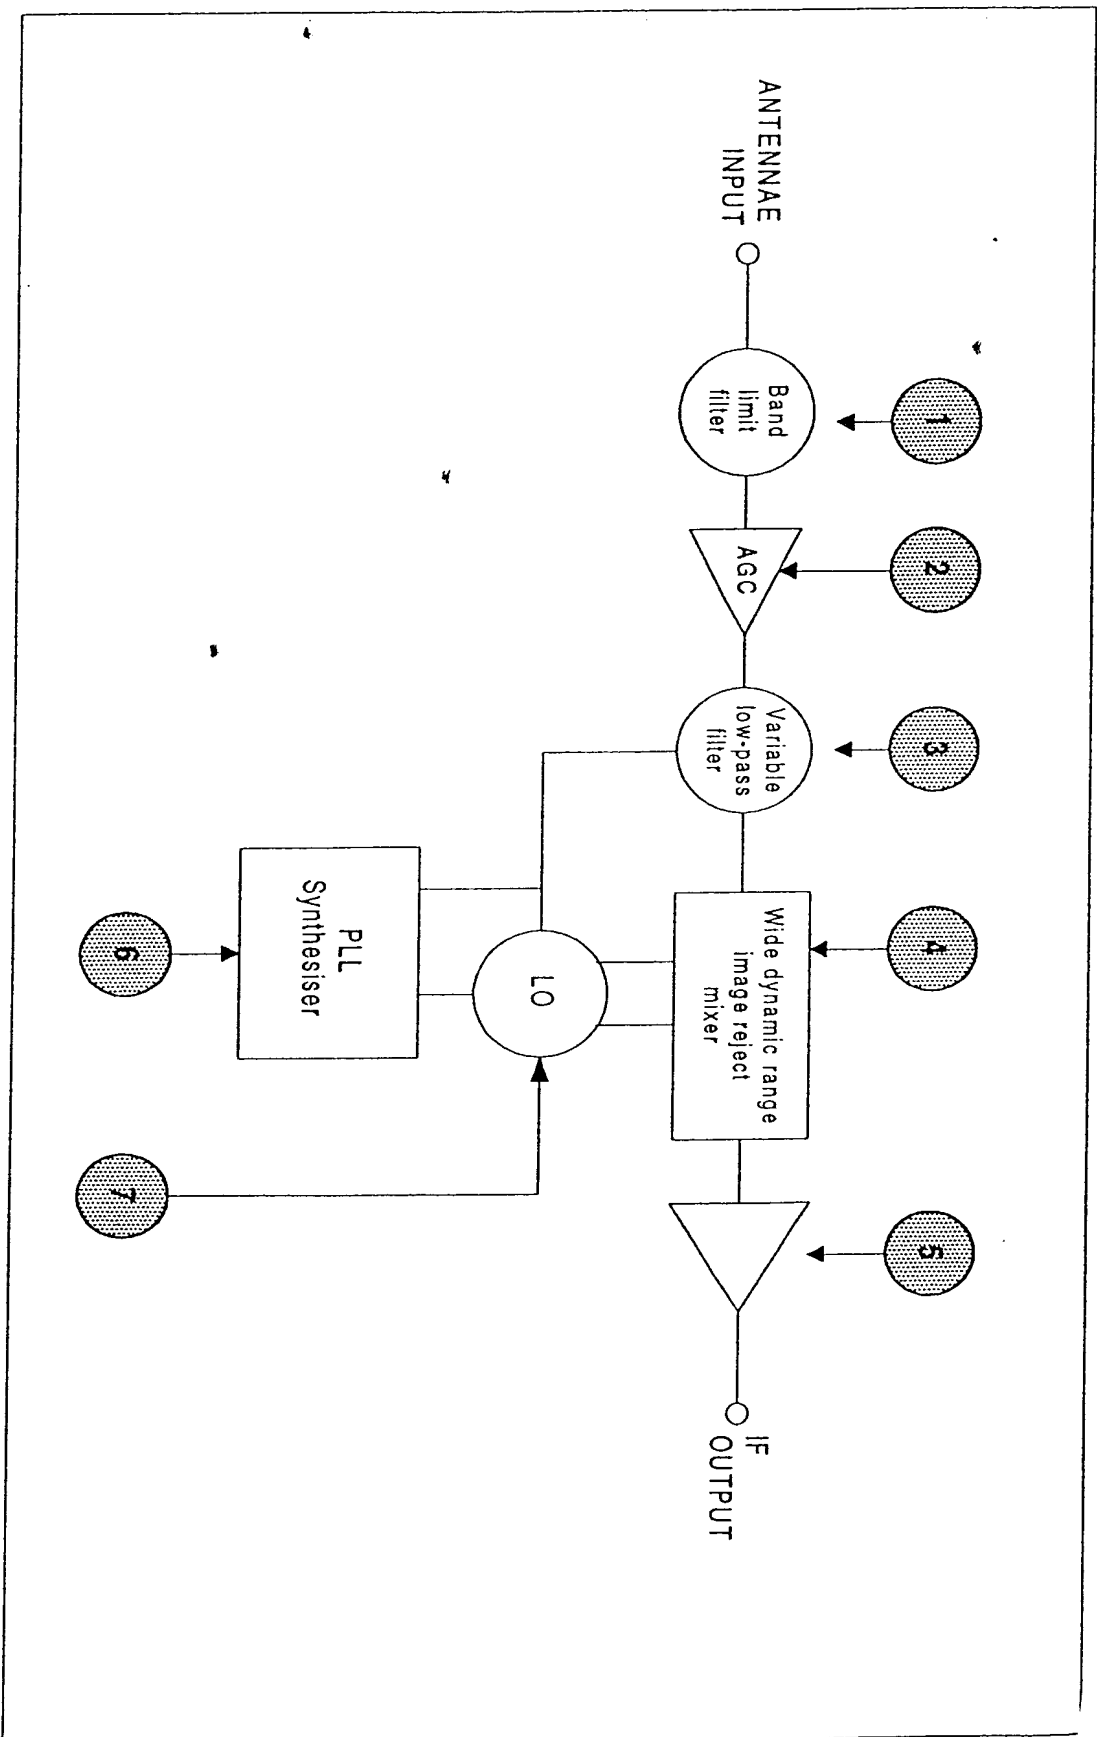 1
2
3
4
5
ANTENNAE
INPUT
Band
limit
filter
AGC
Variable
low-pass
filter
Wide dynamic range
image reject
mixer
IF
OUTPUT
LO
PLL
Synthesiser
6
7